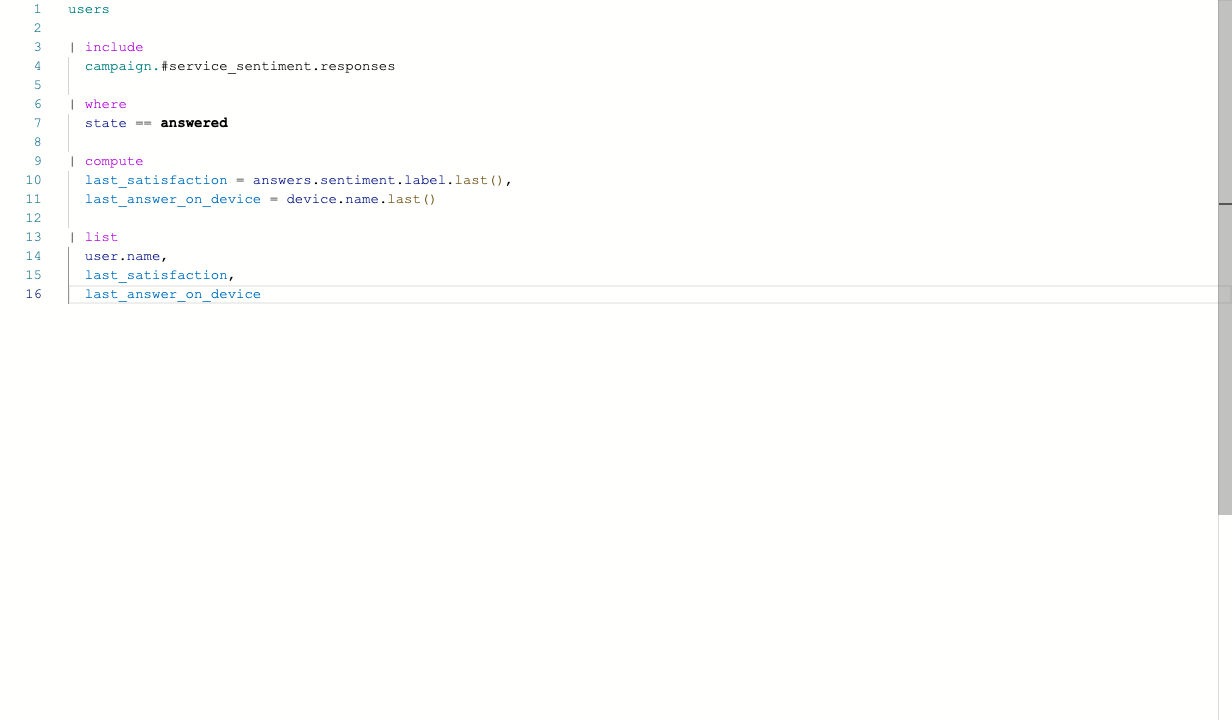 1 users
2
3 | include
4 campaign.#service_sentiment.responses
5
6 | where
7 state == answered
8
9 | compute
10 last_satisfaction = answers.sentiment.label.last(),
11 last_answer_on_device = device.name.last()
12
13 | list
14 user.name,
15 last_satisfaction,
16 last_answer_on_device